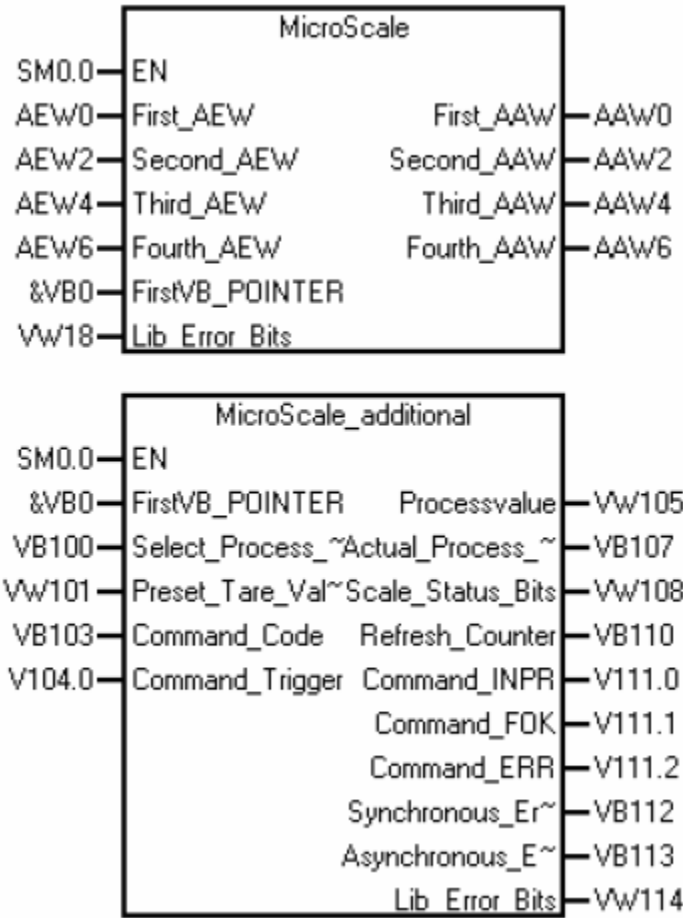 MicroScale
SM0.0 EN
AEW0 First_AEW First_AAW AAW0
AEW2 Second_AEW Second_AAW AAW2
AEW4 Third_AEW Third_AAW AAW4
AEW6 Fourth_AEW Fourth_AAW AAW6
&VB0 FirstVB_POINTER
VW18 Lib_Error_Bits
MicroScale_additional
SM0.0 EN
&VB0 FirstVB_POINTER Processvalue VW105
VB100 Select_Process_~ Actual_Process_~ VB107
VW101 Preset_Tare_Val~ Scale_Status_Bits VW108
VB103 Command_Code Refresh_Counter VB110
V104.0 Command_Trigger Command_INPR V111.0
Command_FOK V111.1
Command_ERR V111.2
Synchronous_Er~ VB112
Asynchronous_E~ VB113
Lib_Error_Bits VW114